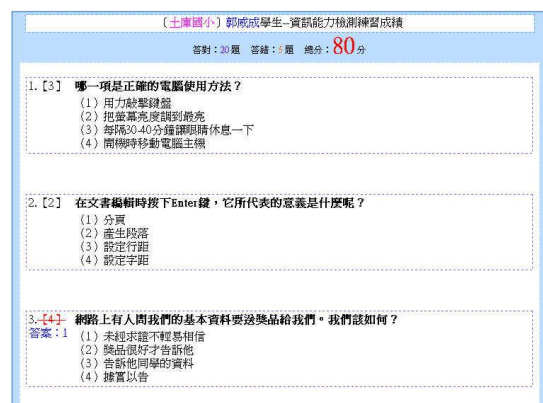 〔土庫國小〕郭威成學生--資訊能力檢測練習成績
答對：20題 答錯：5題 總分：80分
1.【3】 哪一項是正確的電腦使用方法？
(1) 用力敲擊鍵盤
(2) 把螢幕亮度調到最亮
(3) 每隔30-40分鐘讓眼睛休息一下
(4) 開機時移動電腦主機
2.【2】 在文書編輯時按下Enter鍵，它所代表的意義是什麼呢？
(1) 分頁
(2) 產生段落
(3) 設定行距
(4) 設定字距
3.【4】 網路上有人問我們的基本資料要送獎品給我們。我們該如何？
答案：1
(1) 未經求證不輕易相信
(2) 獎品很好才告訴他
(3) 告訴他同學的資料
(4) 據實以告